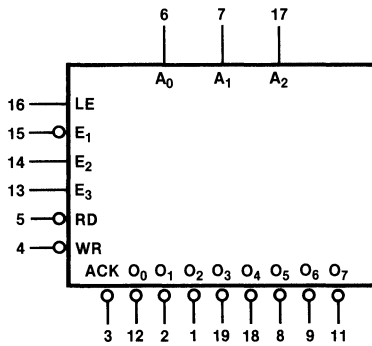 6 7 17
A₀ A₁ A₂
16 LE
15 E₁
14 E₂
13 E₃
5 RD
4 WR
ACK O₀ O₁ O₂ O₃ O₄ O₅ O₆ O₇
3 12 2 1 19 18 8 9 11